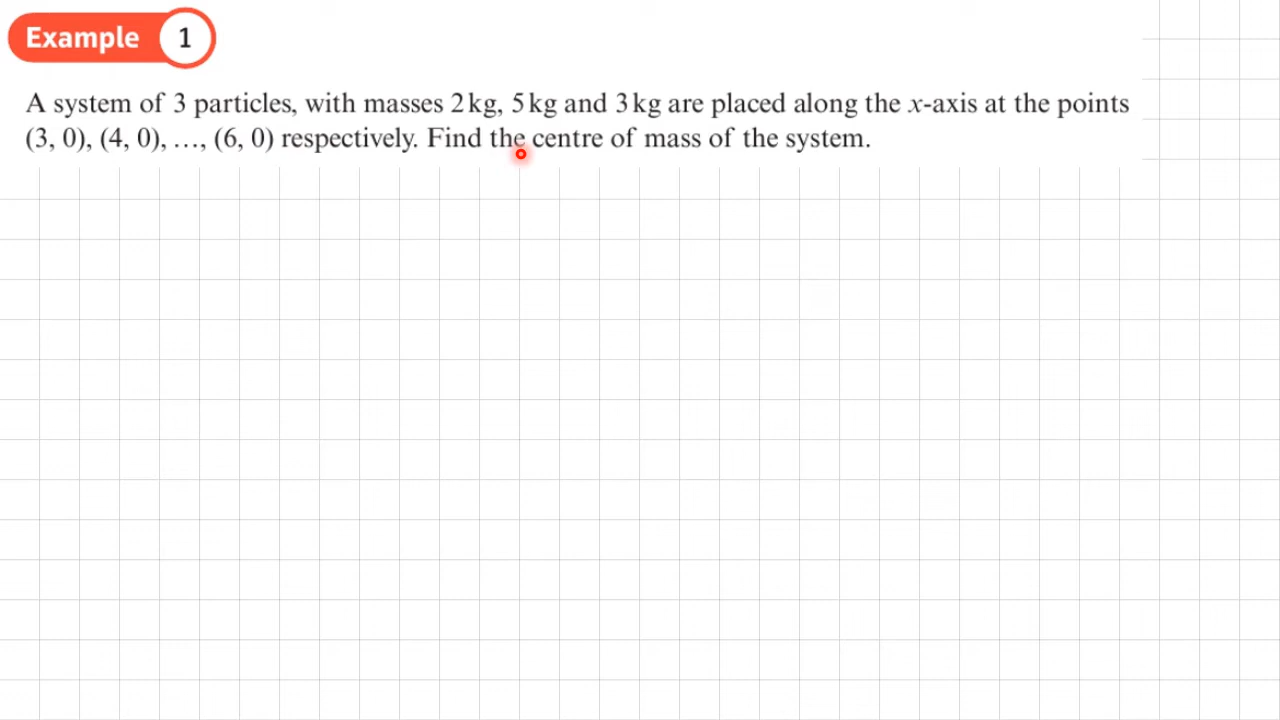 Example 1
A system of 3 particles, with masses 2 kg, 5 kg and 3 kg are placed along the x-axis at the points
(3, 0), (4, 0), …, (6, 0) respectively. Find the centre of mass of the system.